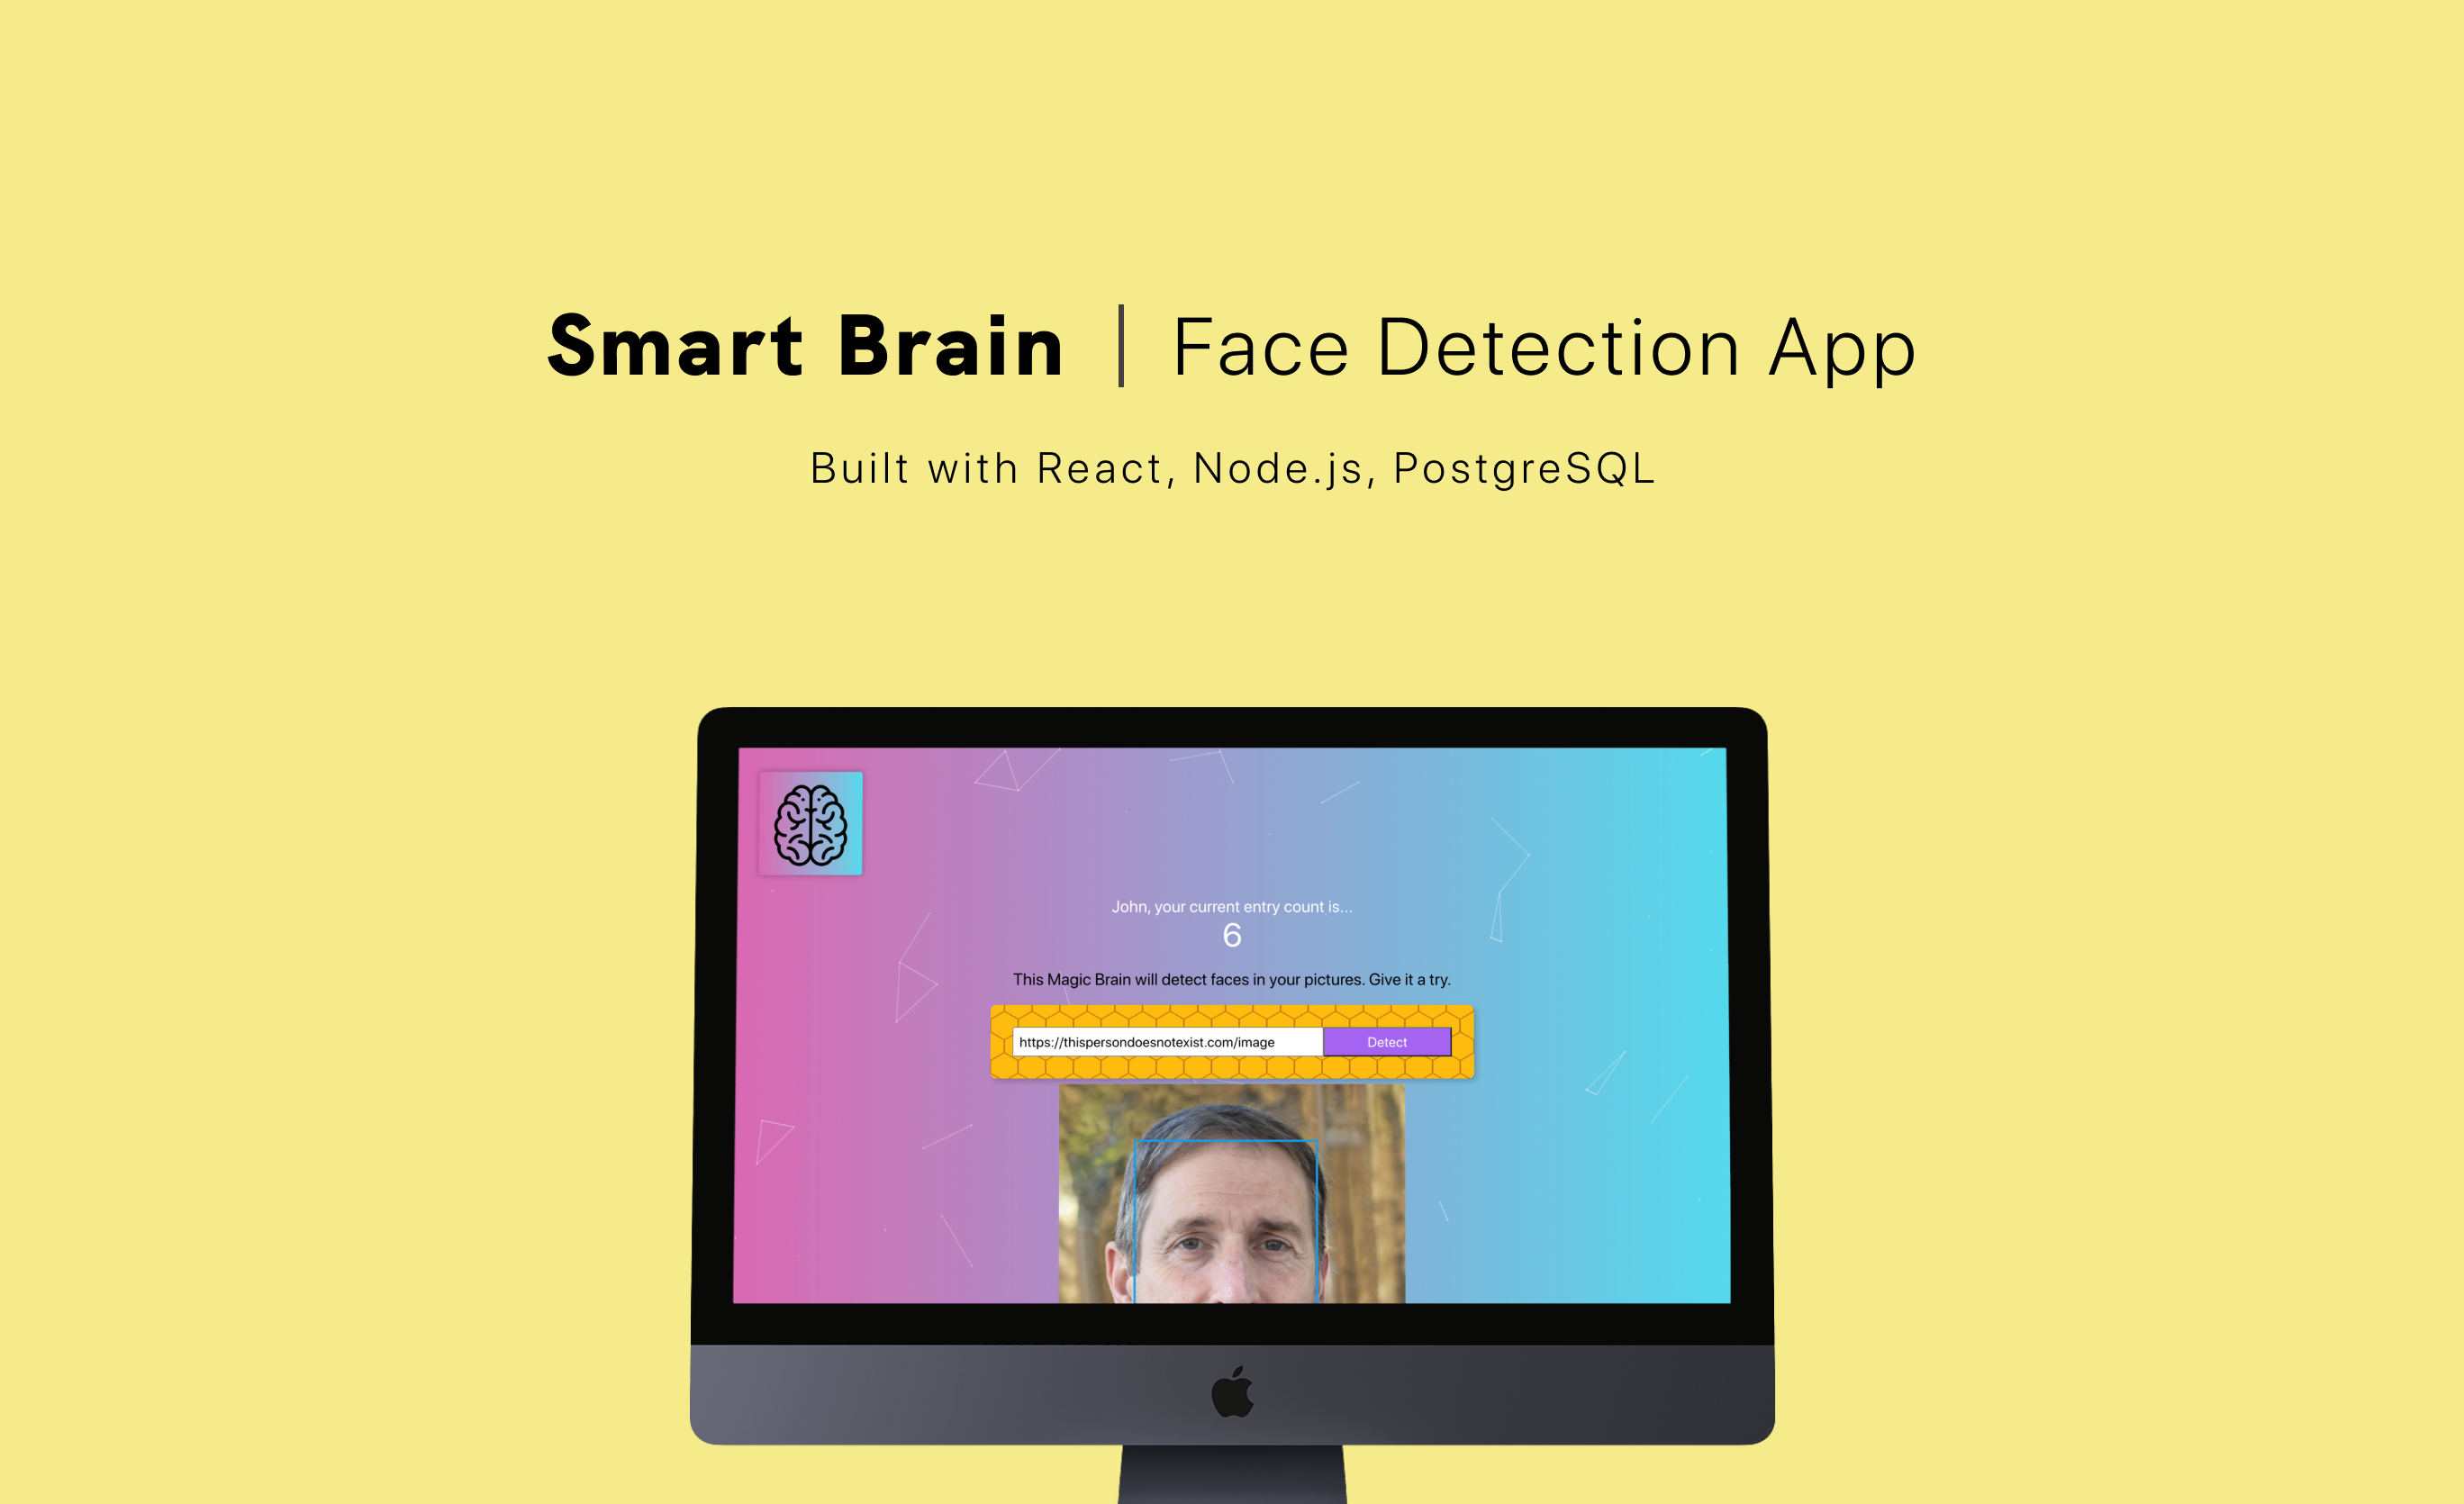 Smart Brain | Face Detection App
Built with React, Node.js, PostgreSQL
John, your current entry count is...
6
This Magic Brain will detect faces in your pictures. Give it a try.
https://thispersondoesnotexist.com/image Detect